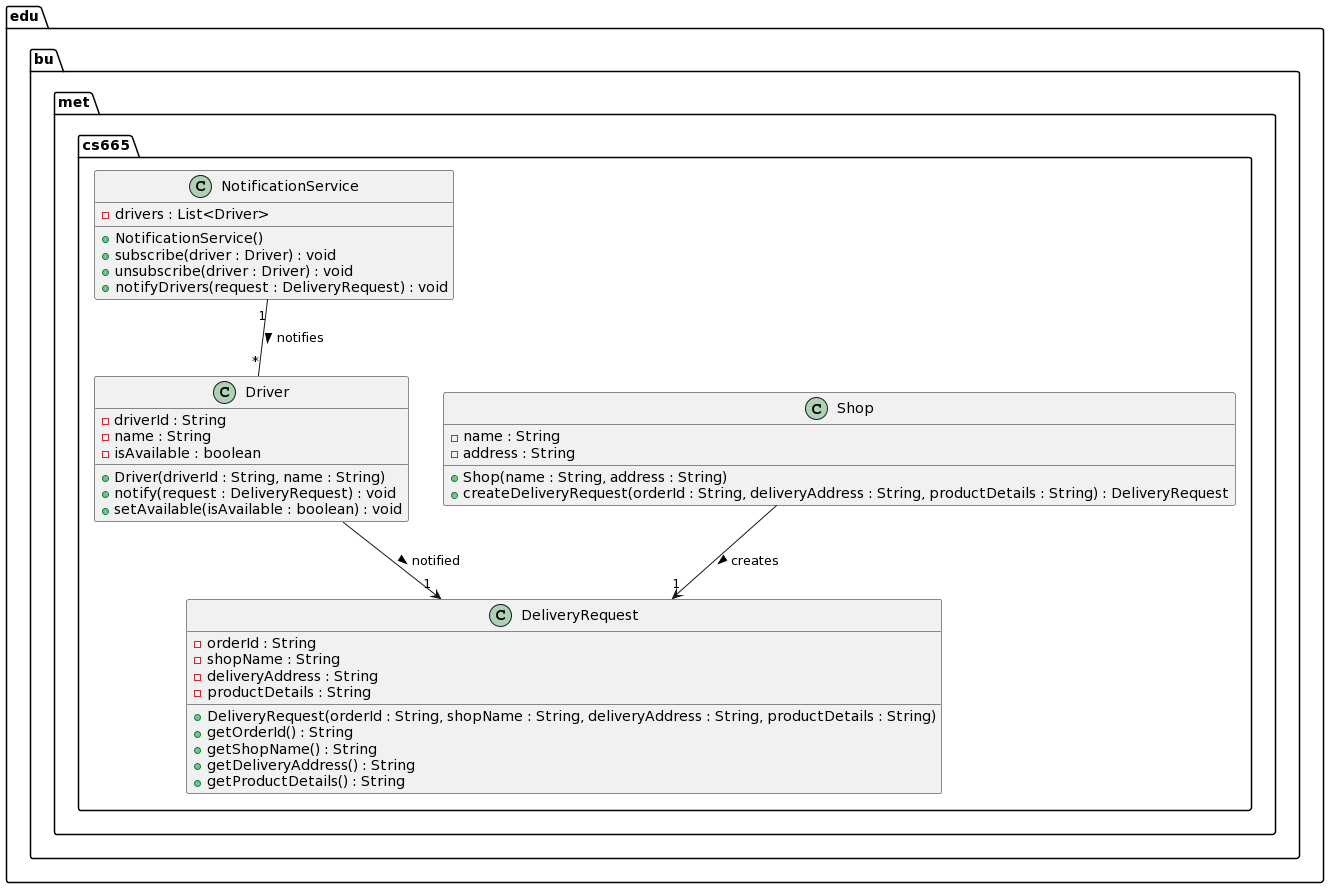 edu
bu
met
cs665
C NotificationService
drivers : List<Driver>
NotificationService()
subscribe(driver : Driver) : void
unsubscribe(driver : Driver) : void
notifyDrivers(request : DeliveryRequest) : void
1
notifies
*
C Driver
driverId : String
name : String
isAvailable : boolean
Driver(driverId : String, name : String)
notify(request : DeliveryRequest) : void
setAvailable(isAvailable : boolean) : void
C Shop
name : String
address : String
Shop(name : String, address : String)
createDeliveryRequest(orderId : String, deliveryAddress : String, productDetails : String) : DeliveryRequest
notified
1
creates
1
C DeliveryRequest
orderId : String
shopName : String
deliveryAddress : String
productDetails : String
DeliveryRequest(orderId : String, shopName : String, deliveryAddress : String, productDetails : String)
getOrderId() : String
getShopName() : String
getDeliveryAddress() : String
getProductDetails() : String